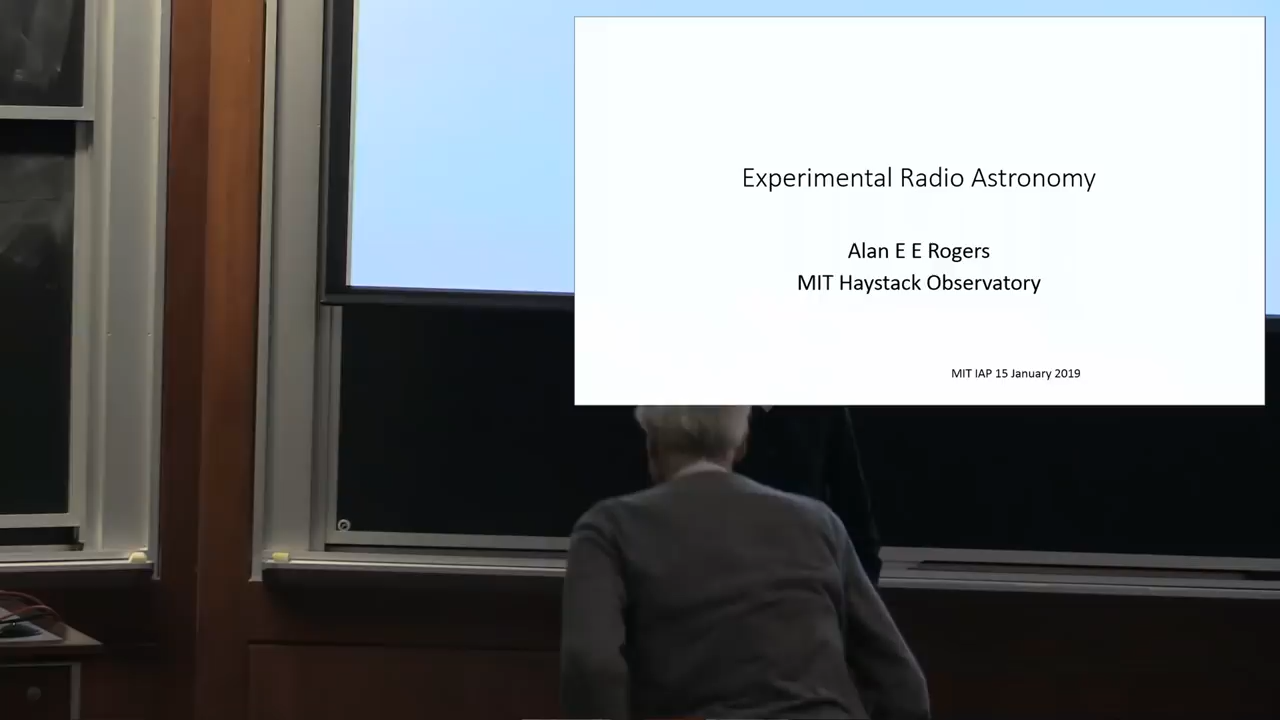 Experimental Radio Astronomy
Alan E E Rogers
MIT Haystack Observatory
MIT IAP 15 January 2019